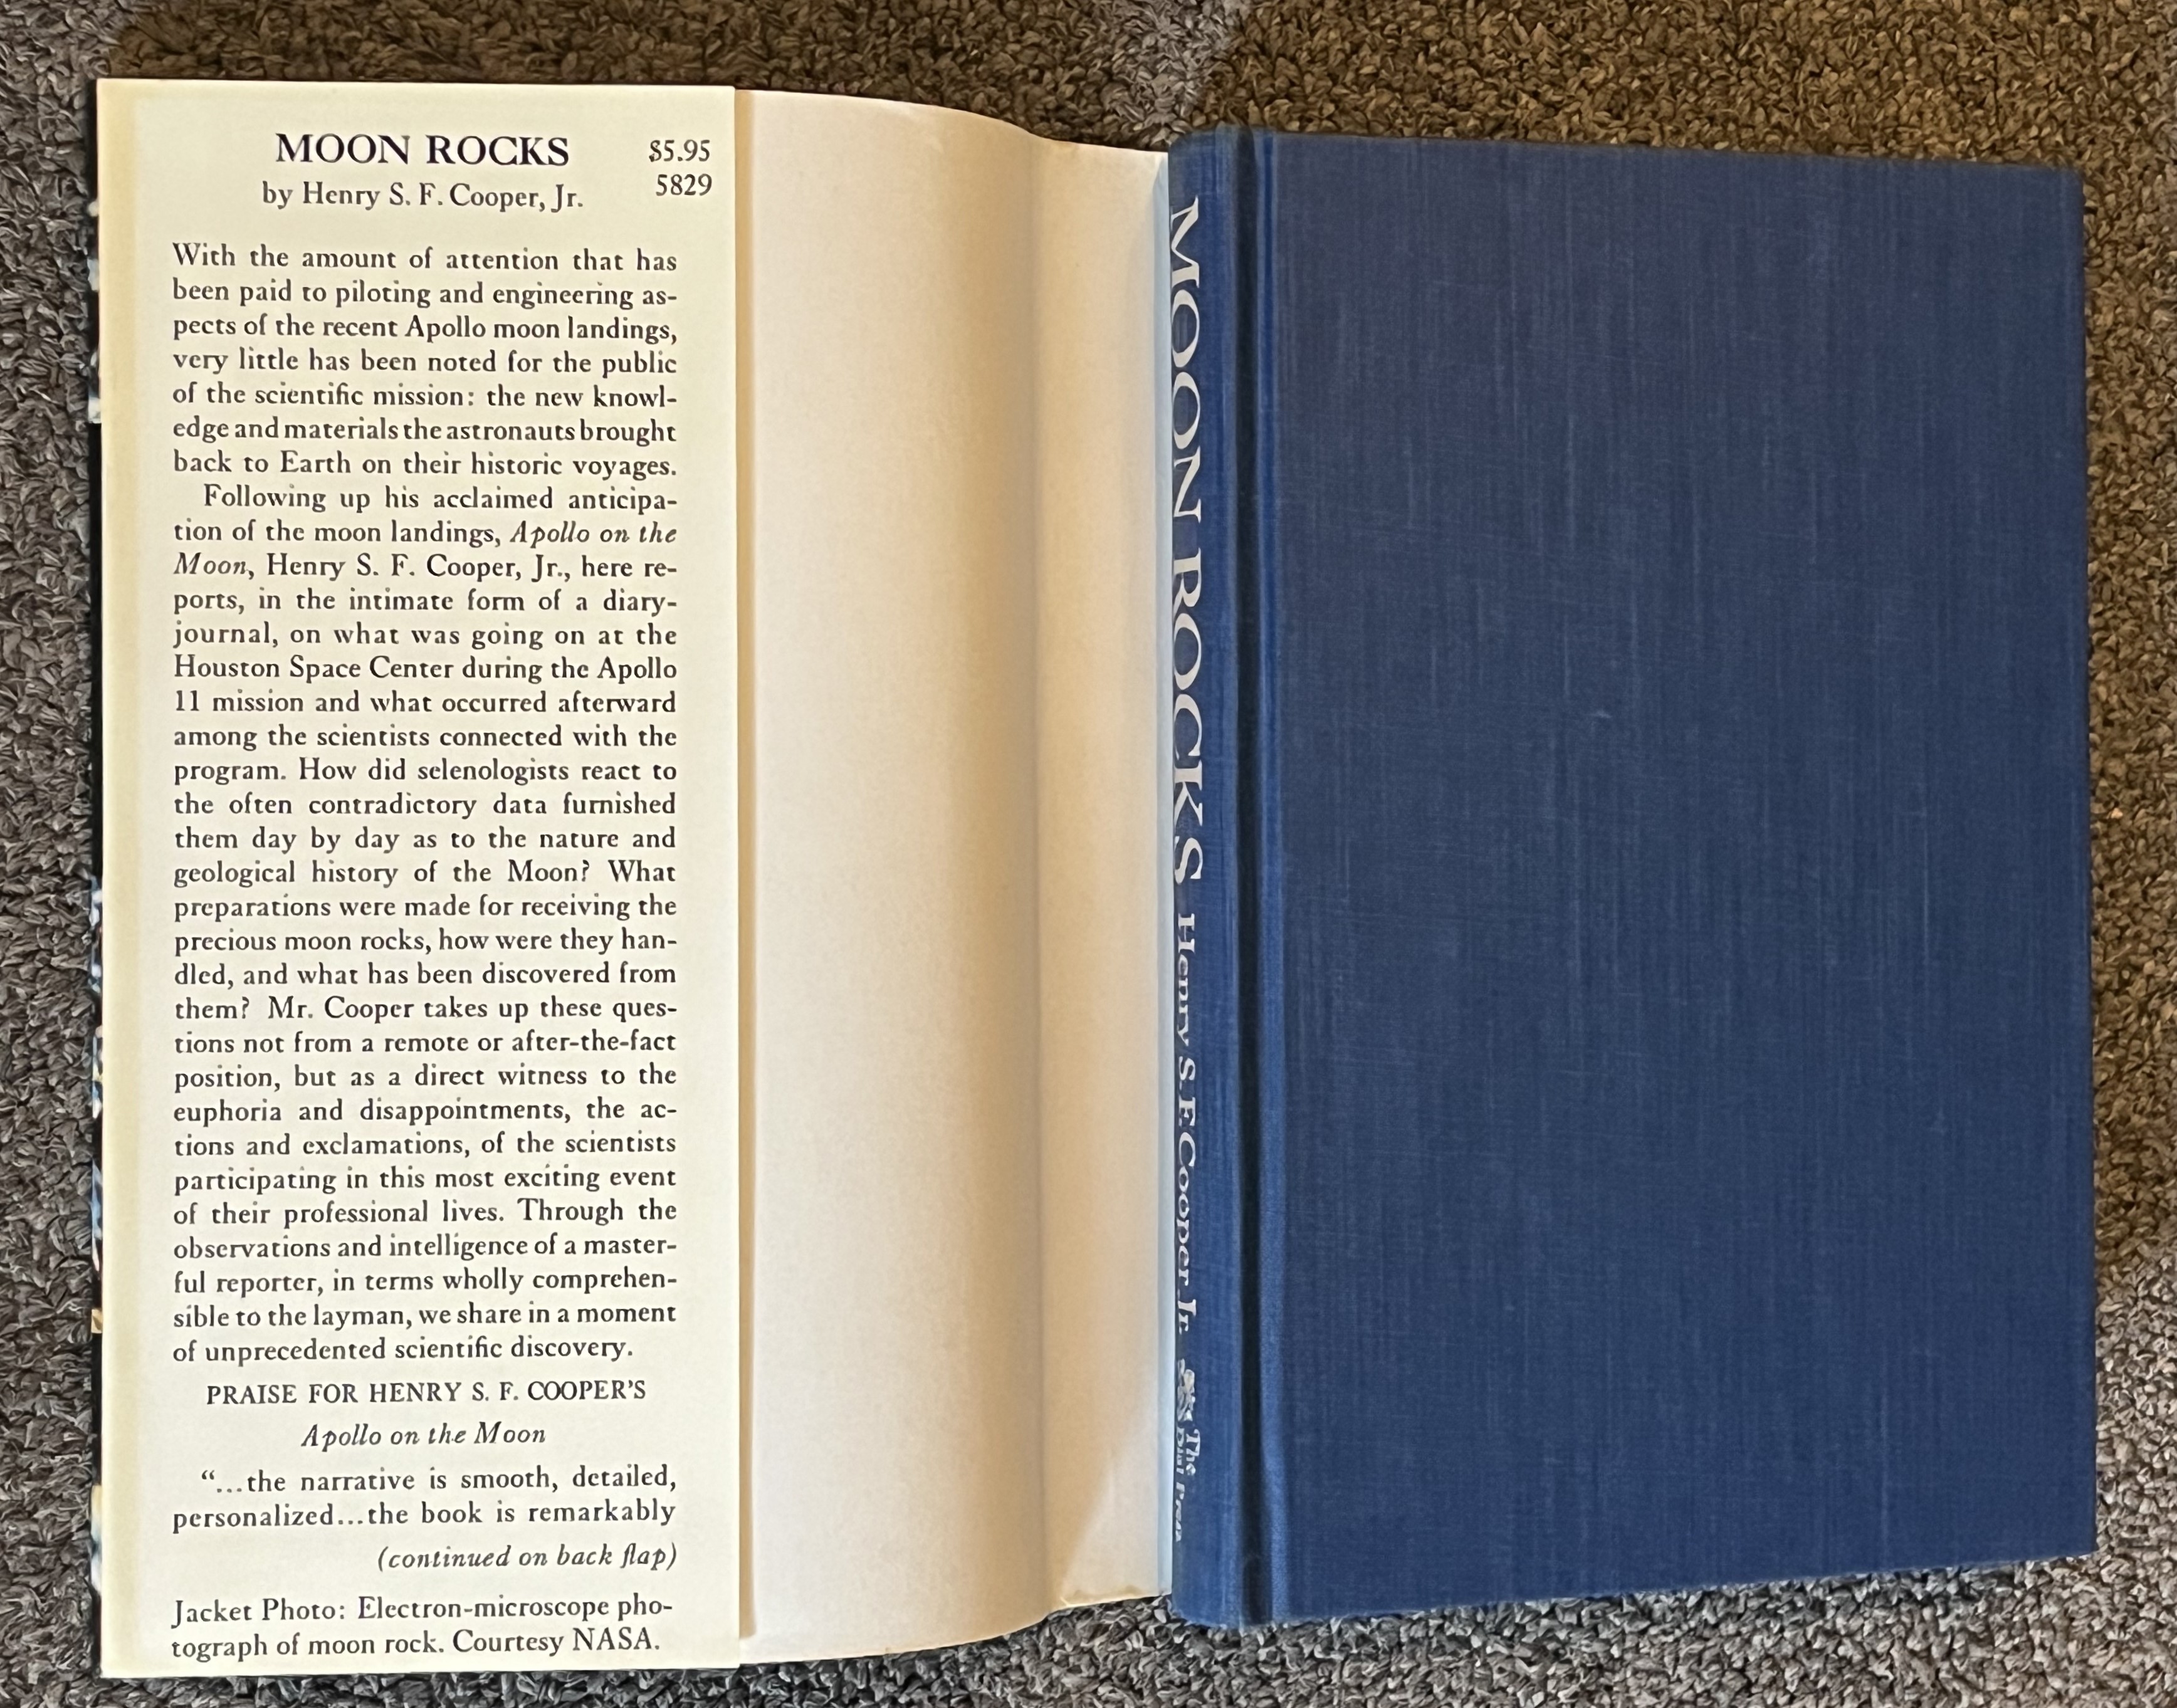 MOON ROCKS
$5.95
by Henry S. F. Cooper, Jr.
5829
With the amount of attention that has
been paid to piloting and engineering as-
pects of the recent Apollo moon landings,
very little has been noted for the public
of the scientific mission: the new knowl-
edge and materials the astronauts brought
back to Earth on their historic voyages.
Following up his acclaimed anticipa-
tion of the moon landings, Apollo on the
Moon, Henry S. F. Cooper, Jr., here re-
ports, in the intimate form of a diary-
journal, on what was going on at the
Houston Space Center during the Apollo
11 mission and what occurred afterward
among the scientists connected with the
program. How did selenologists react to
the often contradictory data furnished
them day by day as to the nature and
geological history of the Moon? What
preparations were made for receiving the
precious moon rocks, how were they han-
dled, and what has been discovered from
them? Mr. Cooper takes up these ques-
tions not from a remote or after-the-fact
position, but as a direct witness to the
euphoria and disappointments, the ac-
tions and exclamations, of the scientists
participating in this most exciting event
of their professional lives. Through the
observations and intelligence of a master-
ful reporter, in terms wholly comprehen-
sible to the layman, we share in a moment
of unprecedented scientific discovery.
PRAISE FOR HENRY S. F. COOPER'S
Apollo on the Moon
“...the narrative is smooth, detailed,
personalized...the book is remarkably
(continued on back flap)
Jacket Photo: Electron-microscope pho-
tograph of moon rock. Courtesy NASA.
MOON ROCKS Henry S. F. Cooper Jr.
The
Dial Press